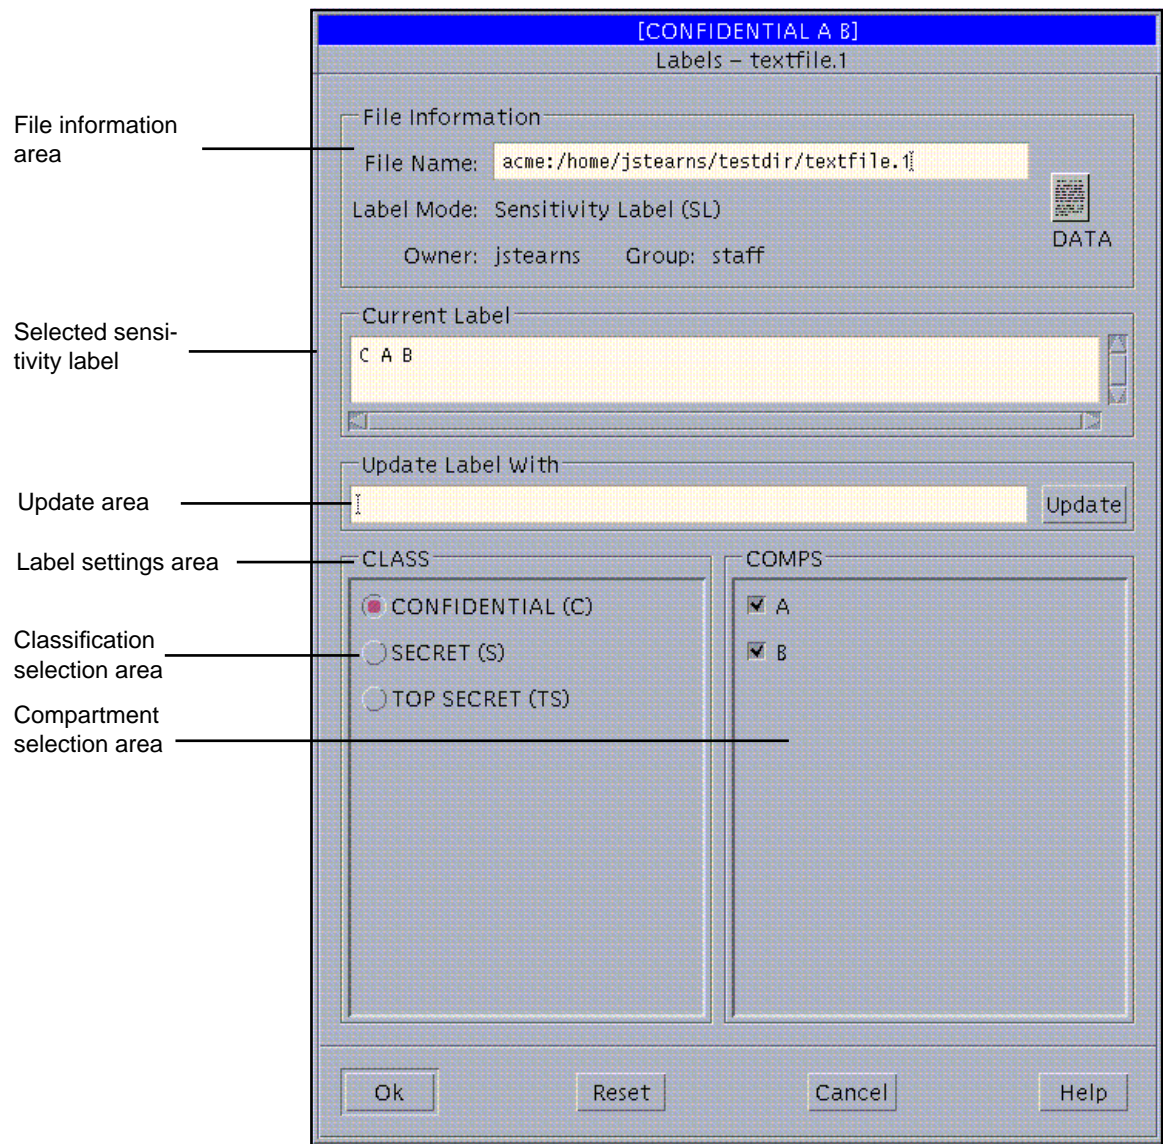 [CONFIDENTIAL A B]
Labels – textfile.1
File information
area
File Information
File Name: acme:/home/jstearns/testdir/textfile.1
Label Mode: Sensitivity Label (SL)
DATA
Owner: jstearns Group: staff
Selected sensi-
tivity label
Current Label
C A B
Update Label With
Update area
Update
Label settings area
CLASS
COMPS
CONFIDENTIAL (C)
A
Classification
selection area
SECRET (S)
B
TOP SECRET (TS)
Compartment
selection area
Ok
Reset
Cancel
Help